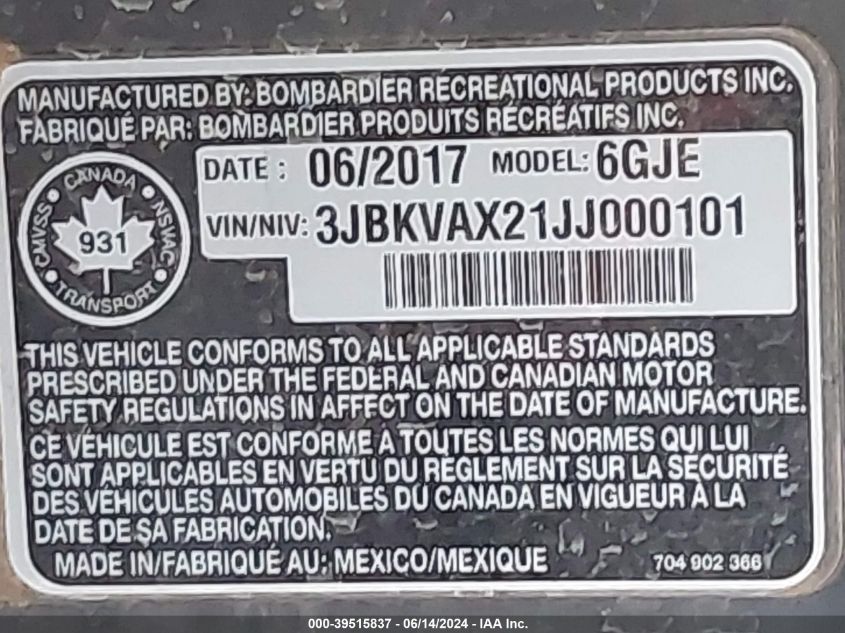 MANUFACTURED BY: BOMBARDIER RECREATIONAL PRODUCTS INC.
FABRIQUÉ PAR: BOMBARDIER PRODUITS RÉCRÉATIFS INC.
DATE : 06/2017 MODEL: 6GJE
VIN/NIV: 3JBKVAX21JJ000101
CANADA
CMVSS NSVAC
931
TRANSPORT
THIS VEHICLE CONFORMS TO ALL APPLICABLE STANDARDS
PRESCRIBED UNDER THE FEDERAL AND CANADIAN MOTOR
SAFETY REGULATIONS IN AFFECT ON THE DATE OF MANUFACTURE.
CE VÉHICULE EST CONFORME A TOUTES LES NORMES QUI LUI
SONT APPLICABLES EN VERTU DU RÈGLEMENT SUR LA SÉCURITÉ
DES VÉHICULES AUTOMOBILES DU CANADA EN VIGUEUR À LA
DATE DE SA FABRICATION.
MADE IN/FABRIQUÉ AU: MEXICO/MEXIQUE
704 902 366
000-39515837 - 06/14/2024 - IAA Inc.